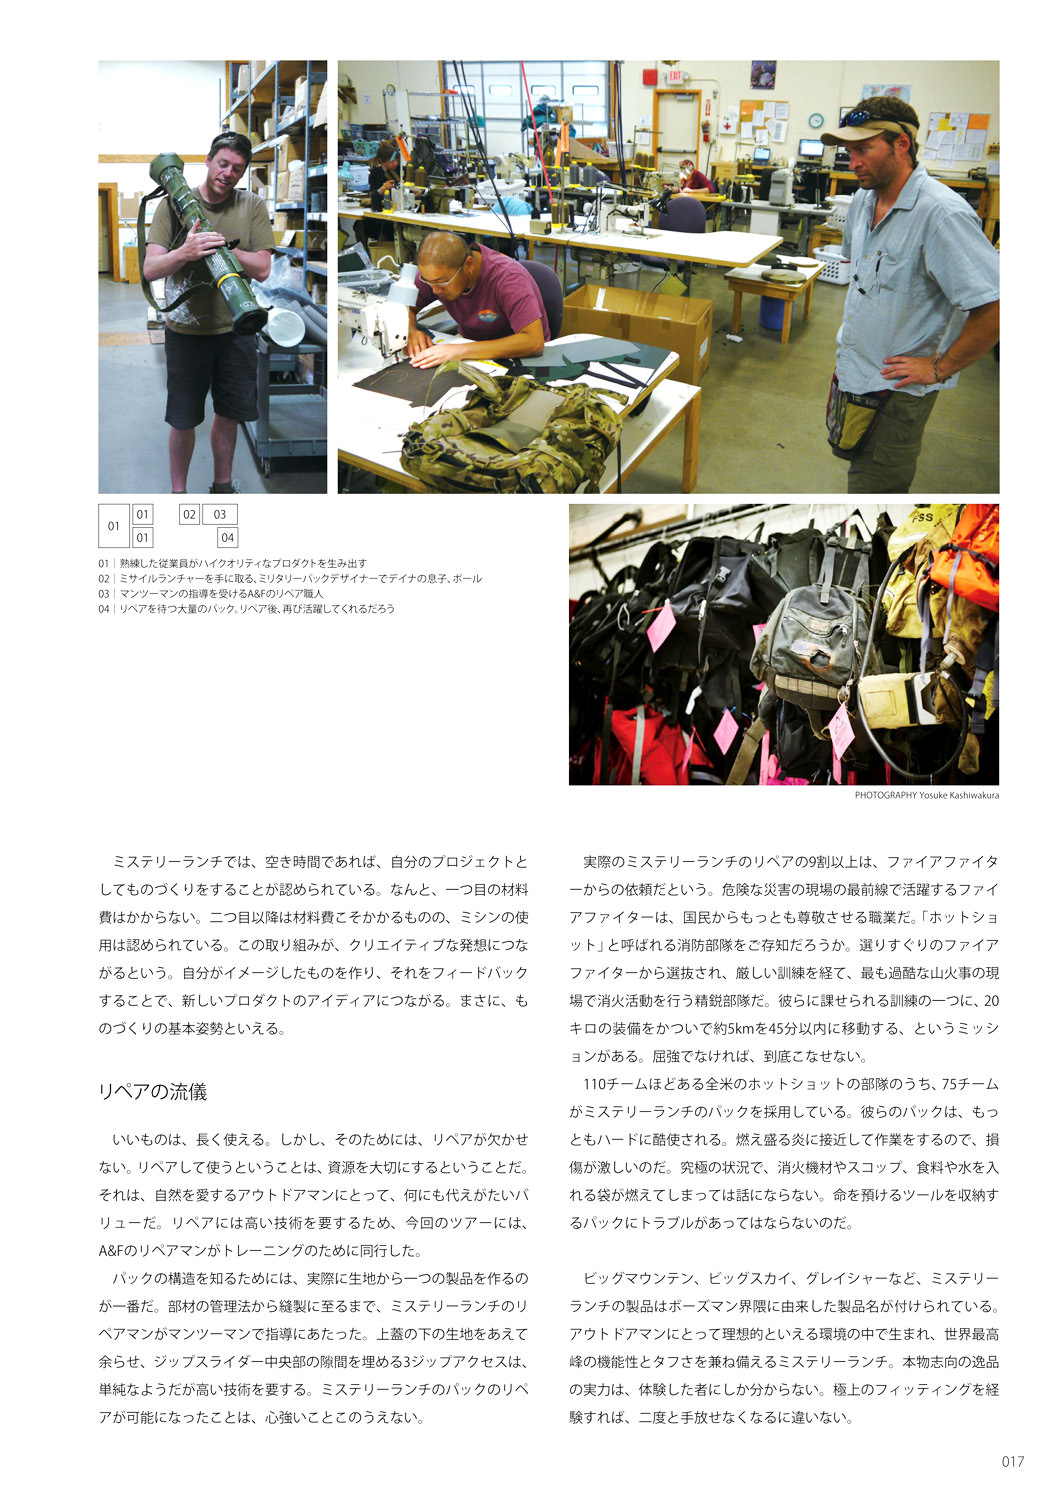 EXIT
FSS
01
01
01
02
03
04
01｜熟練した従業員がハイクオリティなプロダクトを生み出す
02｜ミサイルランチャーを手に取る、ミリタリーパックデザイナーでデイナの息子、ポール
03｜マンツーマンの指導を受けるA&Fのリペア職人
04｜リペアを待つ大量のパック。リペア後、再び活躍してくれるだろう
PHOTOGRAPHY Yosuke Kashiwakura
ミステリーランチでは、空き時間であれば、自分のプロジェクトと
してものづくりをすることが認められている。なんと、一つ目の材料
費はかからない。二つ目以降は材料費こそかかるものの、ミシンの使
用は認められている。この取り組みが、クリエイティブな発想につな
がるという。自分がイメージしたものを作り、それをフィードバック
することで、新しいプロダクトのアイディアにつながる。まさに、も
のづくりの基本姿勢といえる。
リペアの流儀
いいものは、長く使える。しかし、そのためには、リペアが欠かせ
ない。リペアして使うということは、資源を大切にするということだ。
それは、自然を愛するアウトドアマンにとって、何にも代えがたいバ
リューだ。リペアには高い技術を要するため、今回のツアーには、
A&Fのリペアマンがトレーニングのために同行した。
パックの構造を知るためには、実際に生地から一つの製品を作るの
が一番だ。部材の管理法から縫製に至るまで、ミステリーランチのリ
ペアマンがマンツーマンで指導にあたった。上蓋の下の生地をあえて
余らせ、ジップスライダー中央部の隙間を埋める3ジップアクセスは、
単純なようだが高い技術を要する。ミステリーランチのパックのリペ
アが可能になったことは、心強いことこのうえない。
実際のミステリーランチのリペアの9割以上は、ファイアファイタ
ーからの依頼だという。危険な災害の現場の最前線で活躍するファイ
アファイターは、国民からもっとも尊敬させる職業だ。「ホットショ
ット」と呼ばれる消防部隊をご存知だろうか。選りすぐりのファイア
ファイターから選抜され、厳しい訓練を経て、最も過酷な山火事の現
場で消火活動を行う精鋭部隊だ。彼らに課せられる訓練の一つに、20
キロの装備をかついで約5kmを45分以内に移動する、というミッシ
ョンがある。屈強でなければ、到底こなせない。
110チームほどある全米のホットショットの部隊のうち、75チーム
がミステリーランチのパックを採用している。彼らのパックは、もっ
ともハードに酷使される。燃え盛る炎に接近して作業をするので、損
傷が激しいのだ。究極の状況で、消火機材やスコップ、食料や水を入
れる袋が燃えてしまっては話にならない。命を預けるツールを収納す
るパックにトラブルがあってはならないのだ。
ビッグマウンテン、ビッグスカイ、グレイシャーなど、ミステリー
ランチの製品はボーズマン界隈に由来した製品名が付けられている。
アウトドアマンにとって理想的といえる環境の中で生まれ、世界最高
峰の機能性とタフさを兼ね備えるミステリーランチ。本物志向の逸品
の実力は、体験した者にしか分からない。極上のフィッティングを経
験すれば、二度と手放せなくなるに違いない。
017